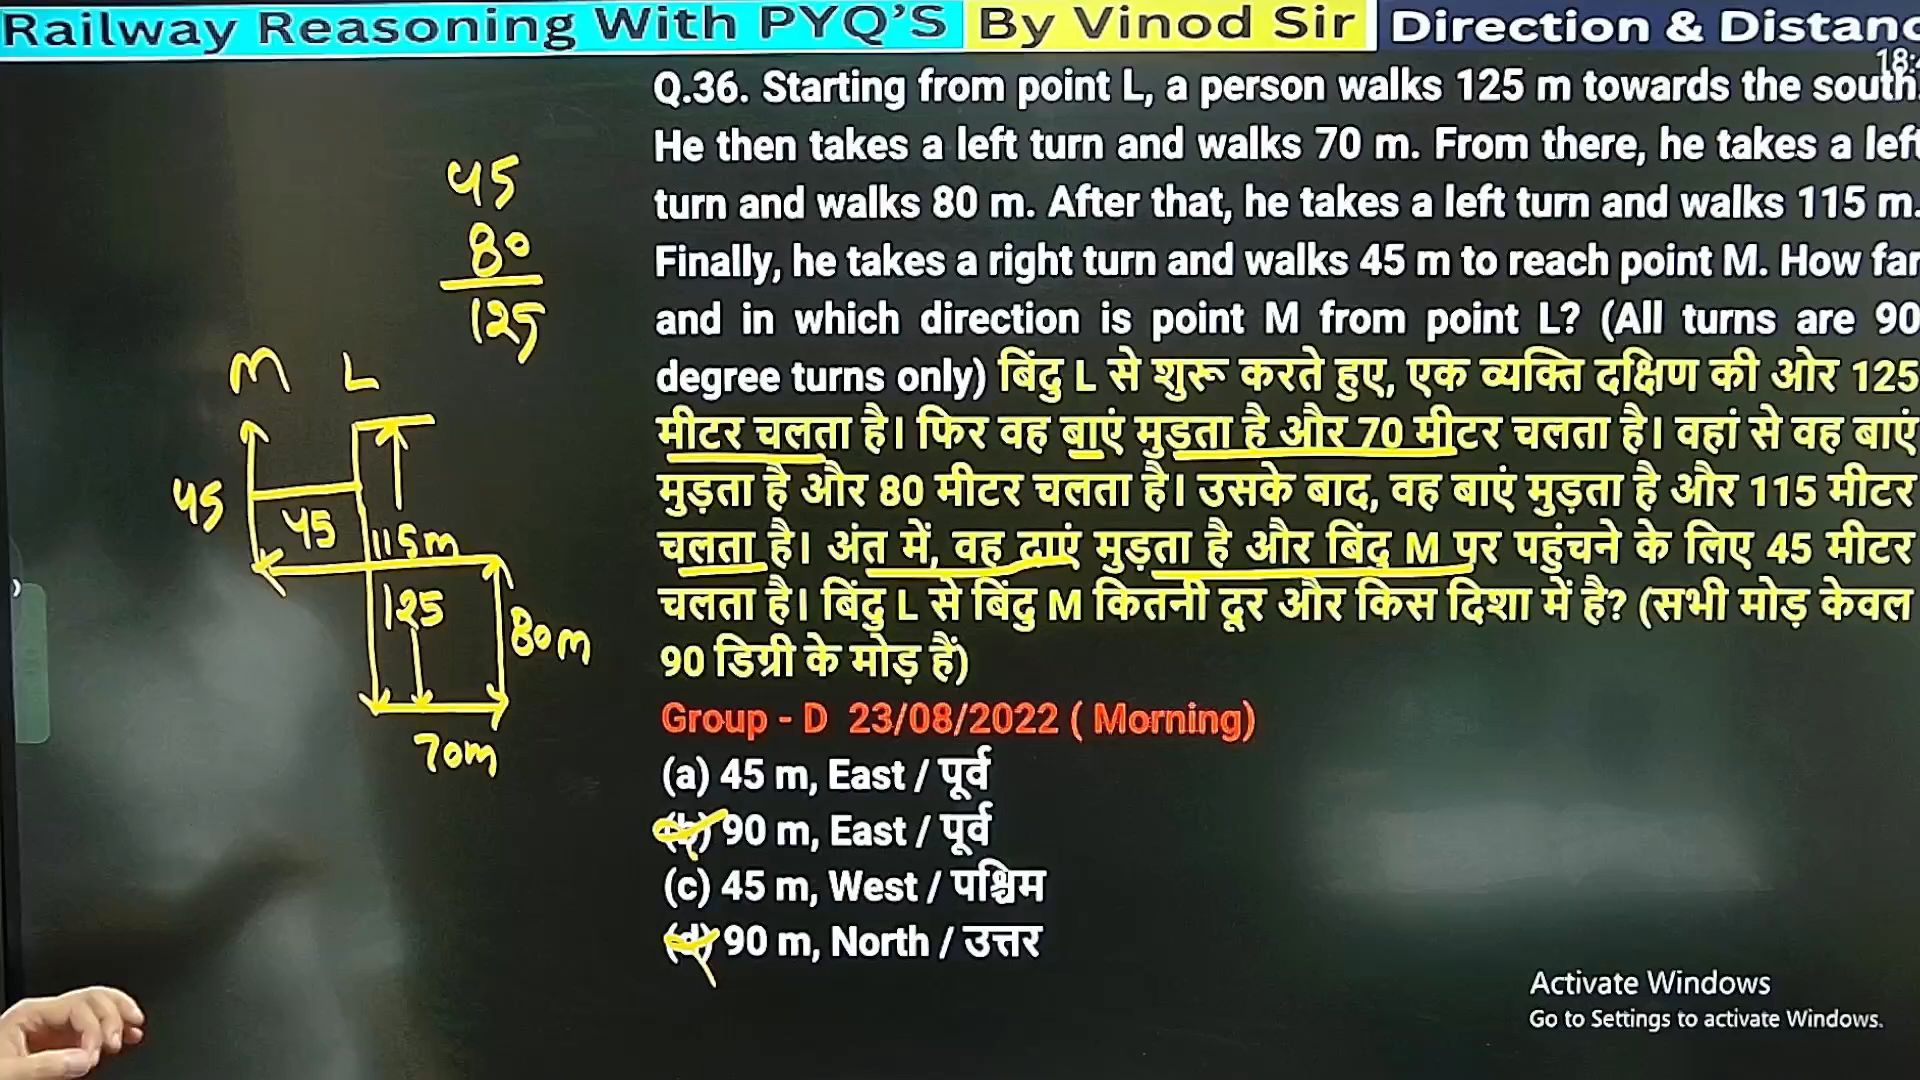 Railway Reasoning With PYQ'S By Vinod Sir Direction & Distanc
18:4
Q.36. Starting from point L, a person walks 125 m towards the south.
He then takes a left turn and walks 70 m. From there, he takes a left
turn and walks 80 m. After that, he takes a left turn and walks 115 m.
Finally, he takes a right turn and walks 45 m to reach point M. How far
and in which direction is point M from point L? (All turns are 90
degree turns only) बिंदु L से शुरू करते हुए, एक व्यक्ति दक्षिण की ओर 125
मीटर चलता है। फिर वह बाएं मुड़ता है और 70 मीटर चलता है। वहां से वह बाएं
मुड़ता है और 80 मीटर चलता है। उसके बाद, वह बाएं मुड़ता है और 115 मीटर
चलता है। अंत में, वह दाएं मुड़ता है और बिंदु M पर पहुंचने के लिए 45 मीटर
चलता है। बिंदु L से बिंदु M कितनी दूर और किस दिशा में है? (सभी मोड़ केवल
90 डिग्री के मोड़ हैं)
Group - D 23/08/2022 ( Morning)
(a) 45 m, East / पूर्व
(b) 90 m, East / पूर्व
(c) 45 m, West / पश्चिम
(d) 90 m, North / उत्तर
45
80
125
M L
45
45
115m
125
80m
70m
Activate Windows
Go to Settings to activate Windows.